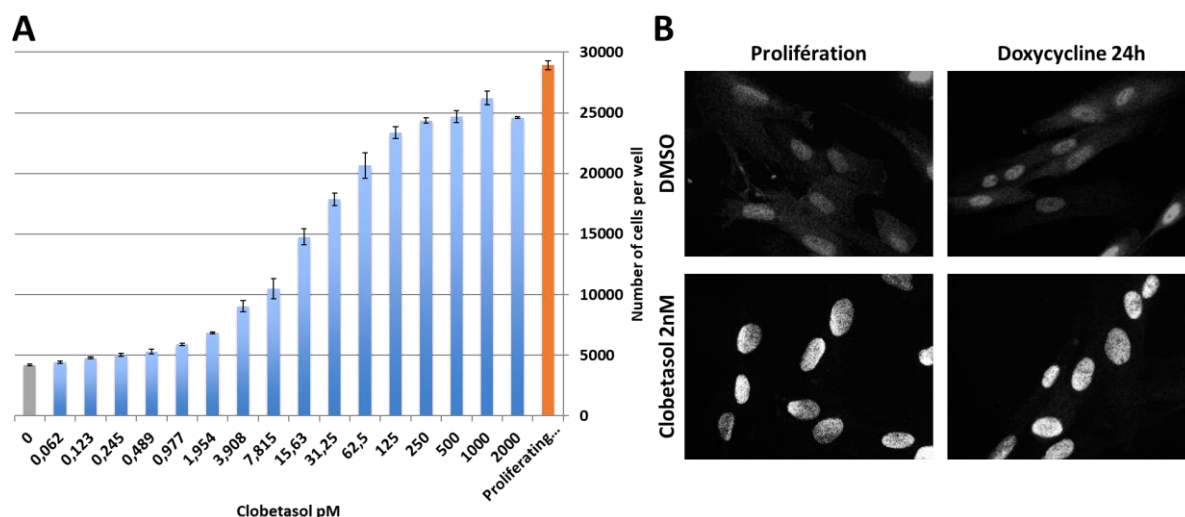 A
30000
25000
20000
15000
10000
5000
0
Number of cells per well
0
0,062
0,123
0,245
0,489
0,977
1,954
3,908
7,815
15,63
31,25
62,5
125
250
500
1000
2000
Proliferating...
Clobetasol pM
B
Prolifération
Doxycycline 24h
DMSO
Clobetasol 2nM